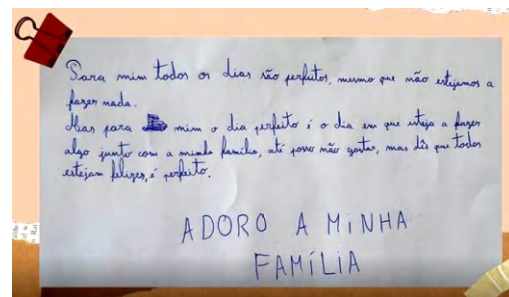 Para mim todos os dias são perfeitos, mesmo que não estejamos a
fazer nada.
Mas para mim o dia perfeito é o dia em que esteja a fazer
algo junto com a minha família, até posso não gostar, mas dês que todos
estejam felizes, é perfeito.
ADORO A MINHA
FAMÍLIA